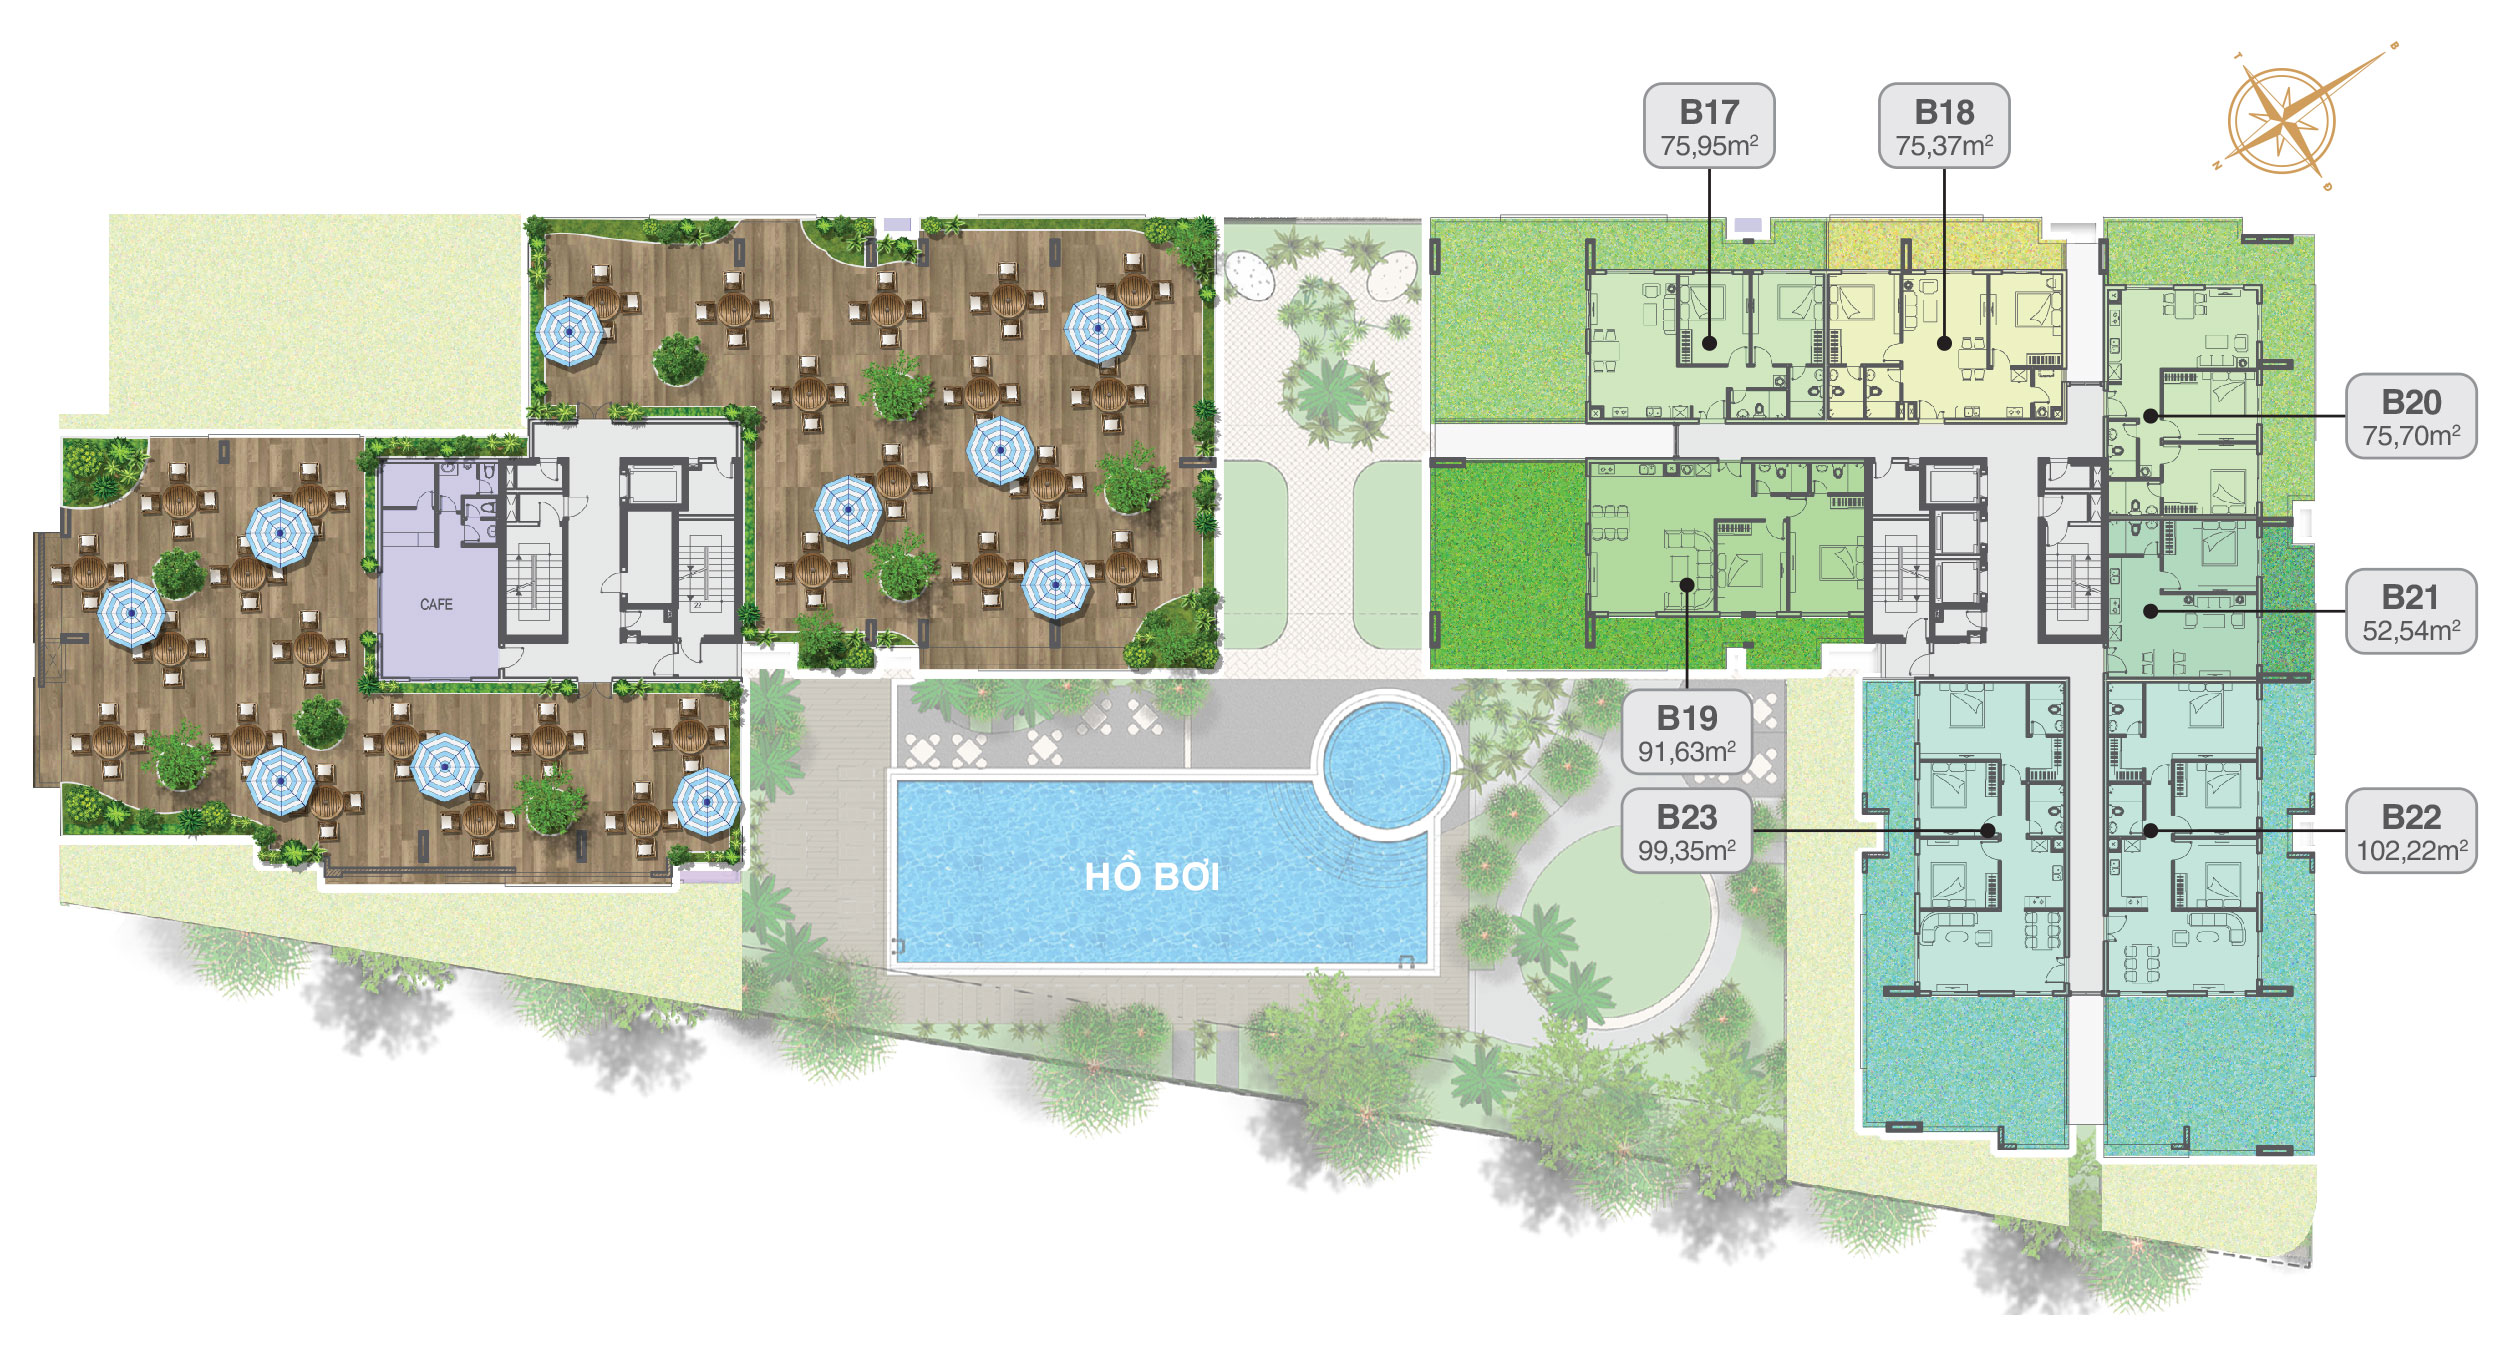 B
T
N
Đ
B17
75,95m²
B18
75,37m²
B20
75,70m²
B21
52,54m²
CAFE
22
B19
91,63m²
B23
99,35m²
B22
102,22m²
HỒ BƠI